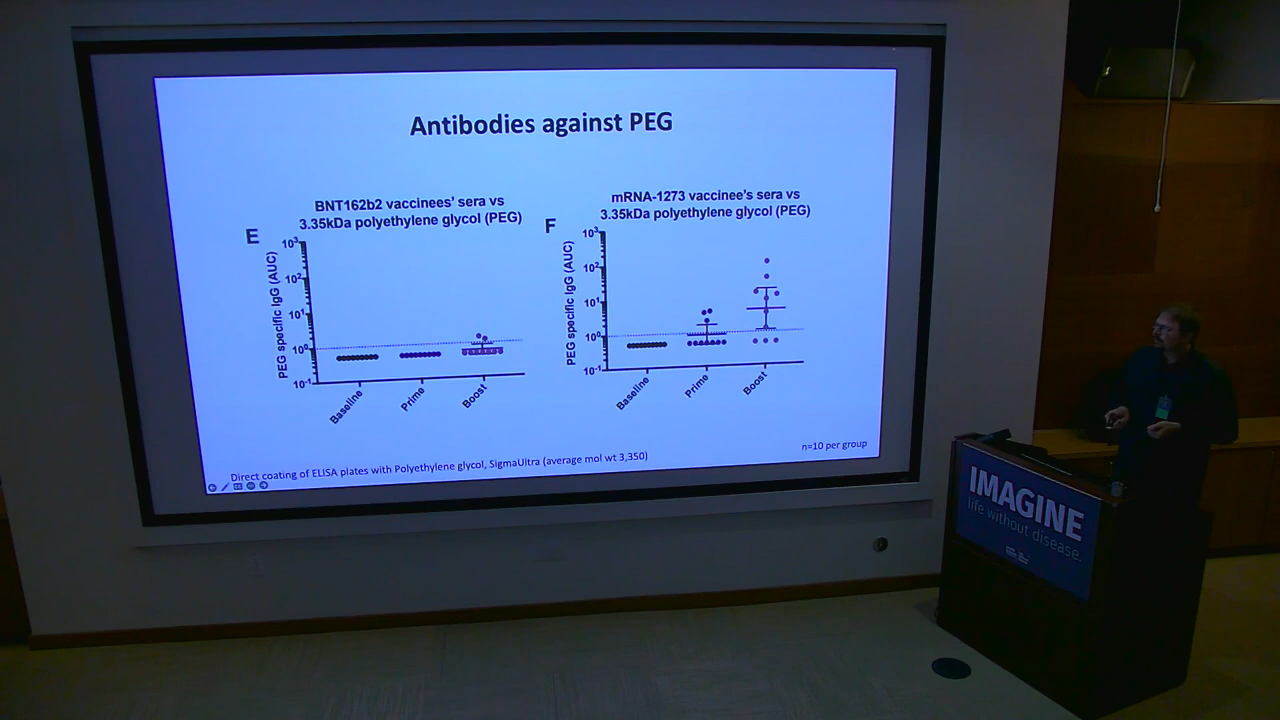 Antibodies against PEG
E
BNT162b2 vaccinees' sera vs
3.35kDa polyethylene glycol (PEG)
PEG specific IgG (AUC)
10³
10²
10¹
10⁰
10⁻¹
Baseline
Prime
Boost
F
mRNA-1273 vaccinee's sera vs
3.35kDa polyethylene glycol (PEG)
PEG specific IgG (AUC)
10³
10²
10¹
10⁰
10⁻¹
Baseline
Prime
Boost
n=10 per group
Direct coating of ELISA plates with Polyethylene glycol, SigmaUltra (average mol wt 3,350)
IMAGINE
life without disease.